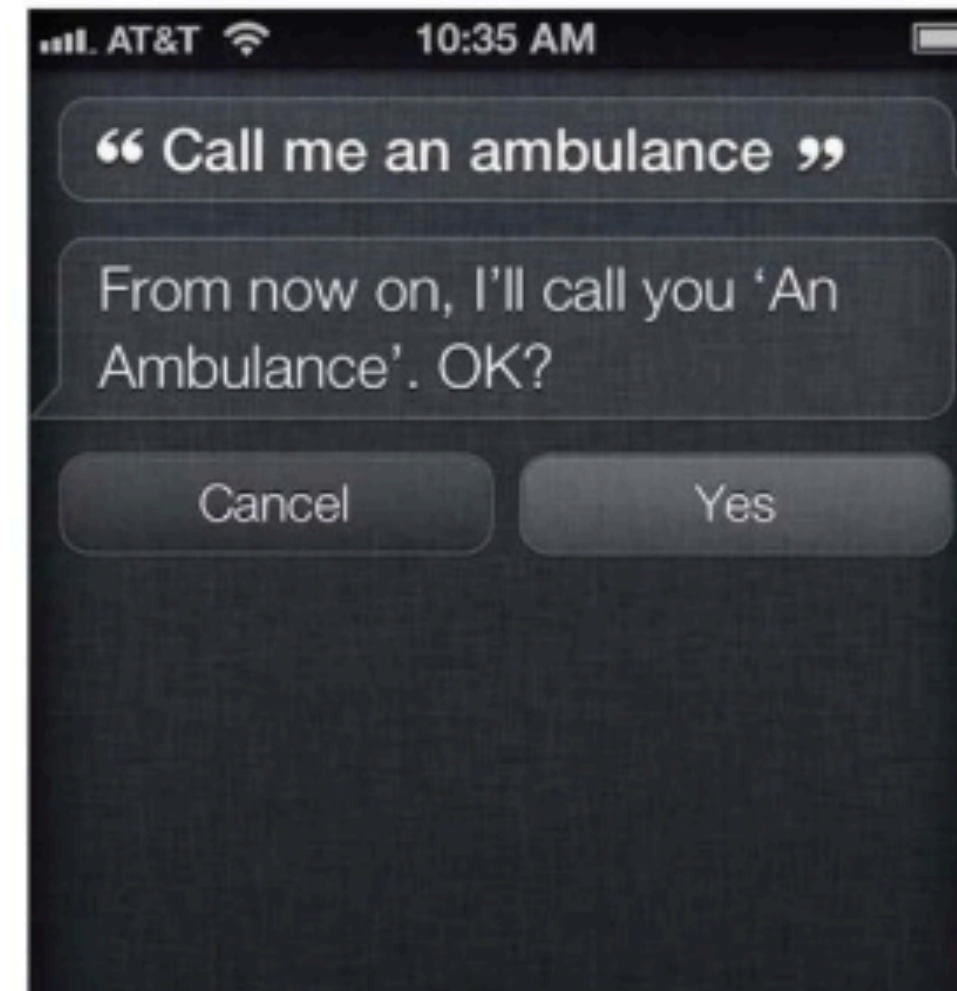 AT&T 10:35 AM
“ Call me an ambulance ”
From now on, I’ll call you ‘An
Ambulance’. OK?
Cancel Yes